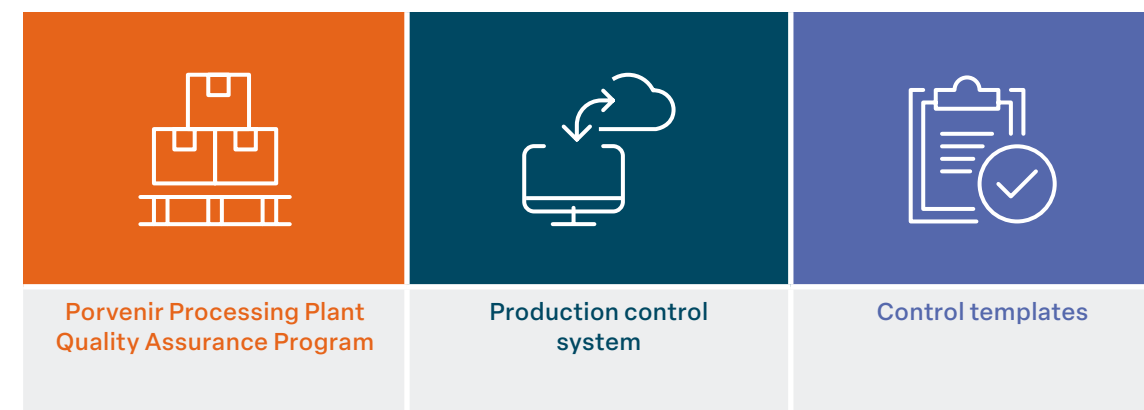 Porvenir Processing Plant
Quality Assurance Program
Production control
system
Control templates